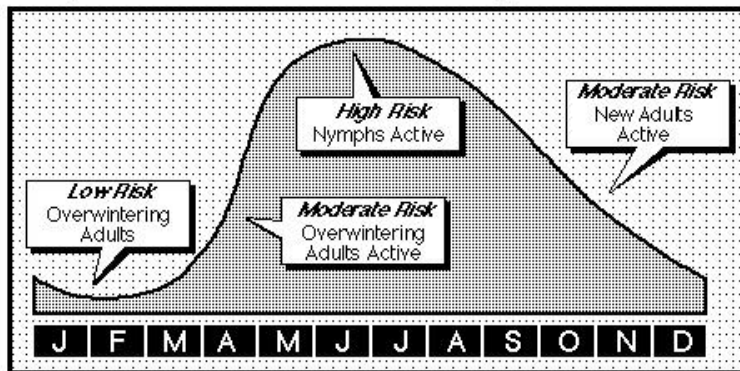 High Risk
Nymphs Active
Moderate Risk
New Adults
Active
Low Risk
Overwintering
Adults
Moderate Risk
Overwintering
Adults Active
J F M A M J J A S O N D